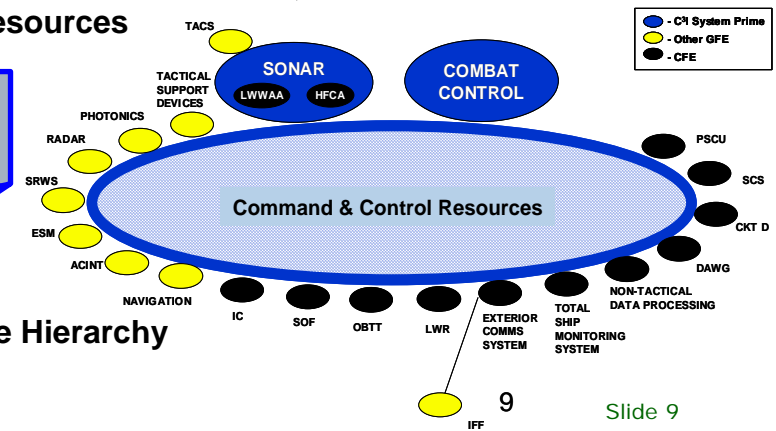 esources
- C³I System Prime
- Other GFE
- CFE
TACS
SONAR
LWWAA
HFCA
COMBAT
CONTROL
TACTICAL
SUPPORT
DEVICES
PHOTONICS
RADAR
SRWS
ESM
ACINT
NAVIGATION
Command & Control Resources
PSCU
SCS
CKT D
DAWG
NON-TACTICAL
DATA PROCESSING
TOTAL
SHIP
MONITORING
SYSTEM
EXTERIOR
COMMS
SYSTEM
LWR
OBTT
SOF
IC
e Hierarchy
IFF
9
Slide 9